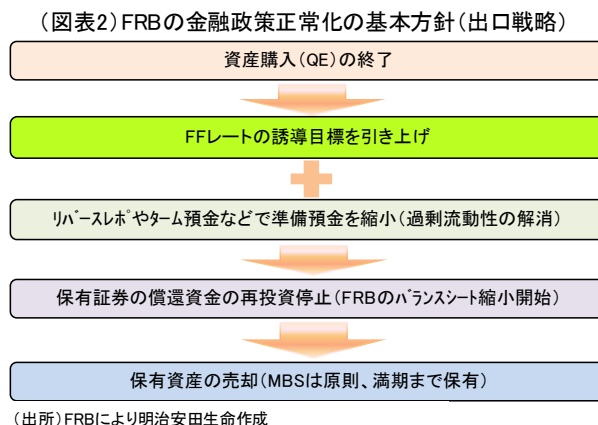 (図表2)FRBの金融政策正常化の基本方針(出口戦略)
資産購入(QE)の終了
FFレートの誘導目標を引き上げ
ﾘﾊﾞｰｽﾚﾎﾟやﾀｰﾑ預金などで準備預金を縮小(過剰流動性の解消)
保有証券の償還資金の再投資停止(FRBのﾊﾞﾗﾝｽｼｰﾄ縮小開始)
保有資産の売却(MBSは原則、満期まで保有)
(出所)FRBにより明治安田生命作成